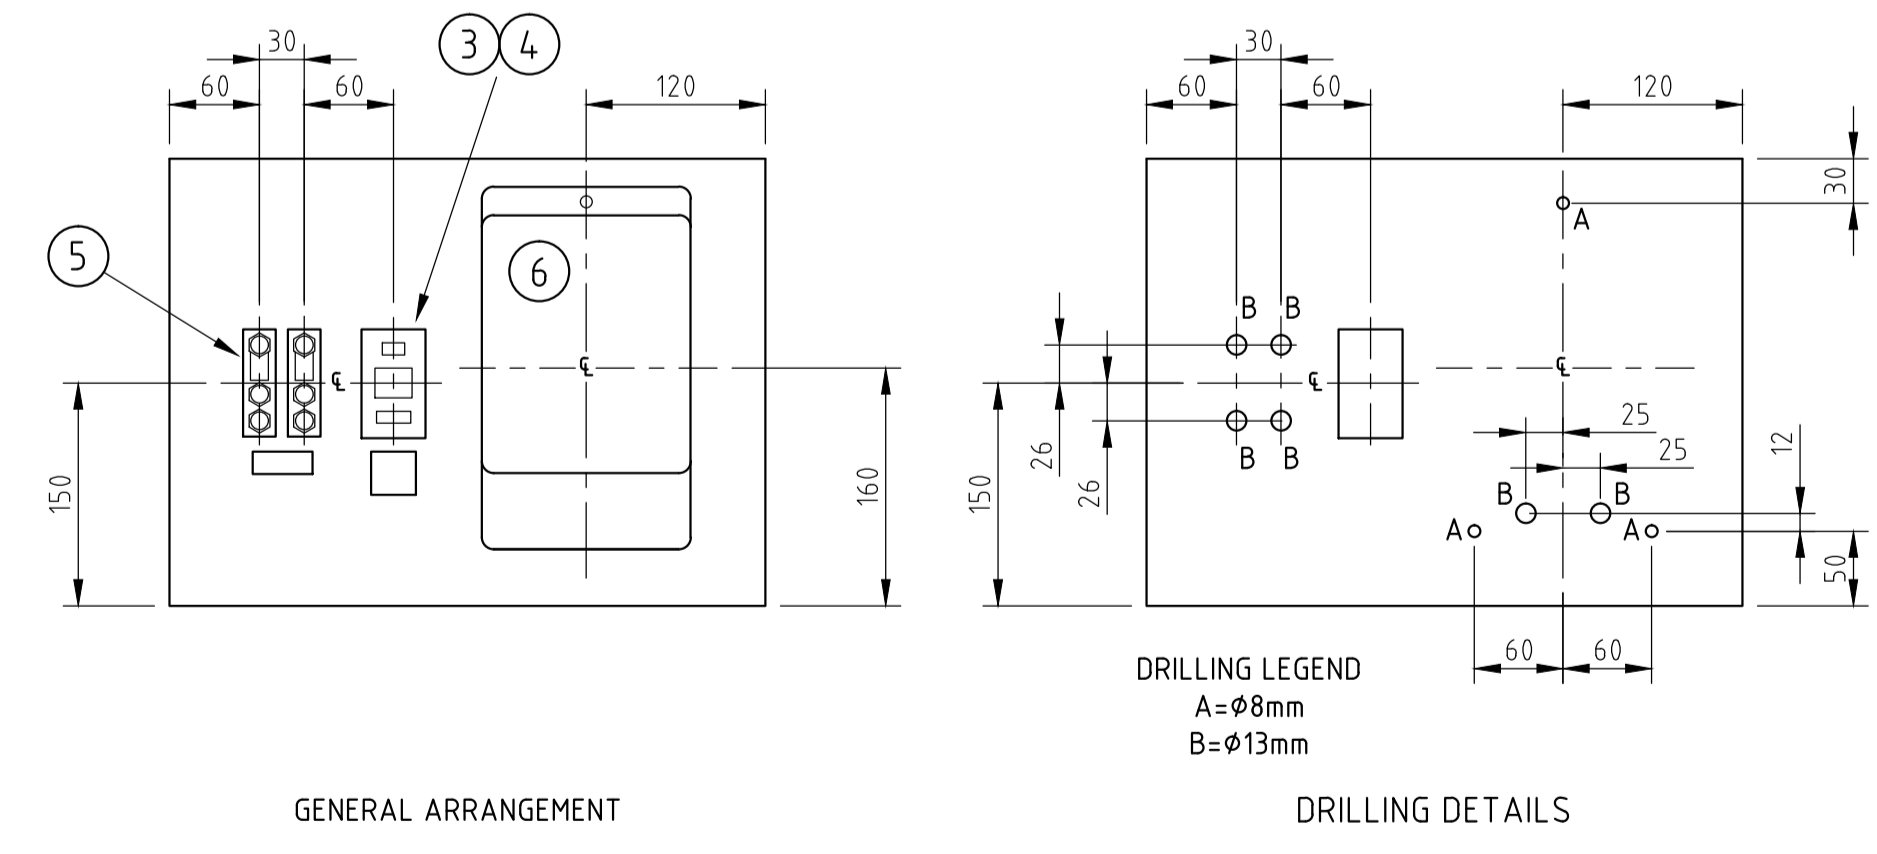 30
3 4
60 60 120
5
6
℄
℄
150
160
GENERAL ARRANGEMENT
30
60 60 120
30
A
B B
℄
℄
25
26
B B
25
12
150
26
B B
A A
50
60 60
DRILLING LEGEND
A=Ø8mm
B=Ø13mm
DRILLING DETAILS